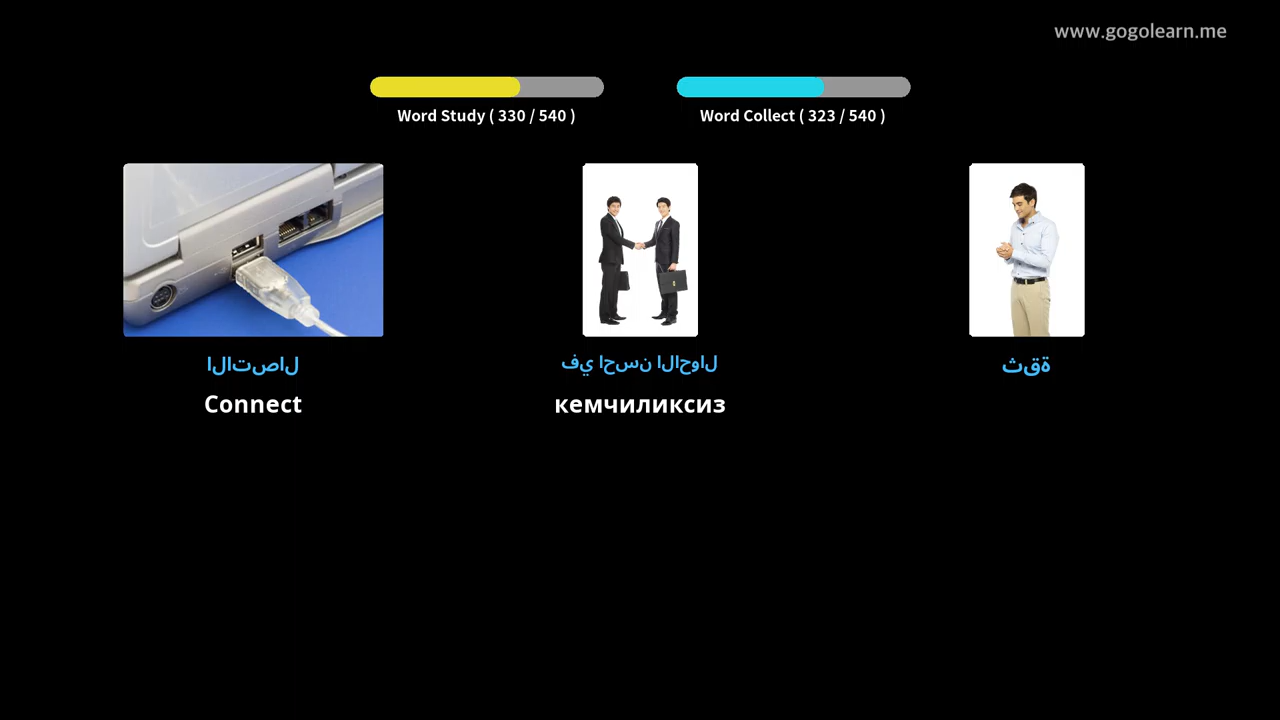 www.gogolearn.me
Word Study ( 330 / 540 )
Word Collect ( 323 / 540 )
الاتصال
في احسن الاحوال
ثقة
Connect
кемчиликсиз